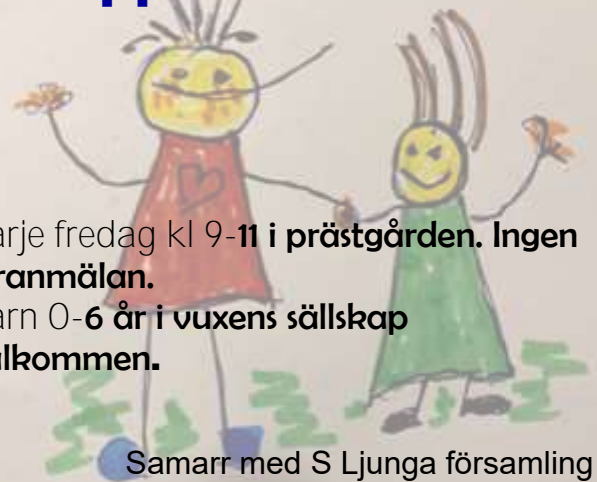 arje fredag kl 9-11 i prästgården. Ingen
ranmälan.
arn 0-6 år i vuxens sällskap
lkommen.
Samarr med S Ljunga församling